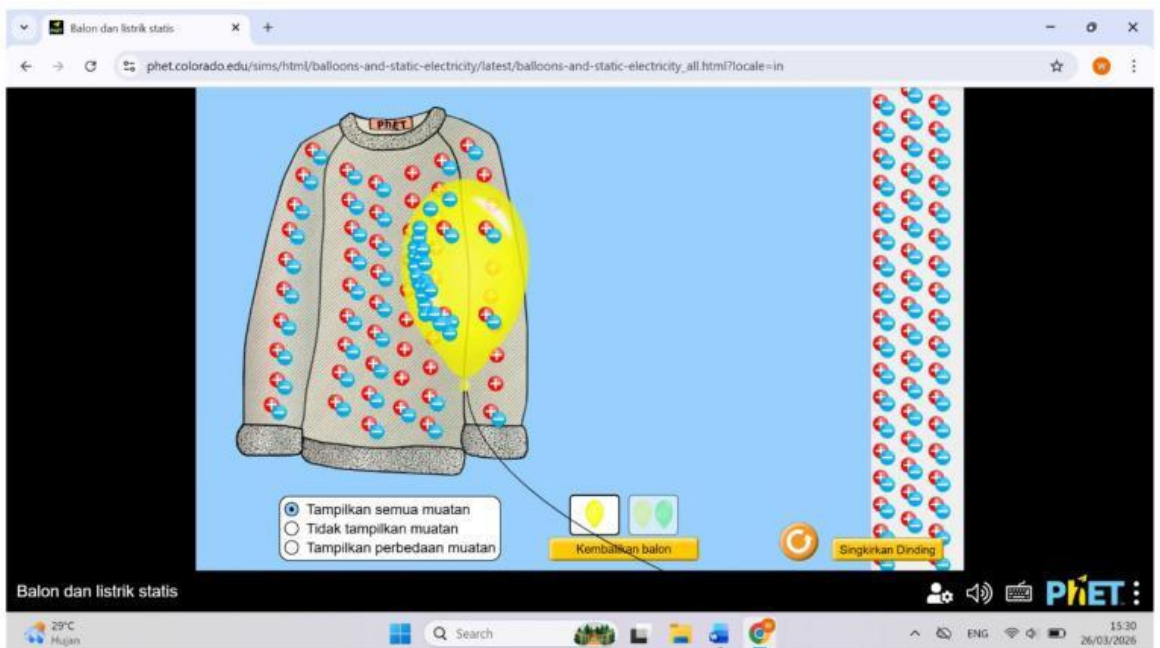 Balon dan listrik statis
phet.colorado.edu/sims/html/balloons-and-static-electricity/latest/balloons-and-static-electricity_all.html?locale=in
W
PhET
Tampilkan semua muatan
Tidak tampilkan muatan
Tampilkan perbedaan muatan
Kembalikan balon
Singkirkan Dinding
Balon dan listrik statis
PhET
29°C
Hujan
Search
ENG
15:30
26/03/2026